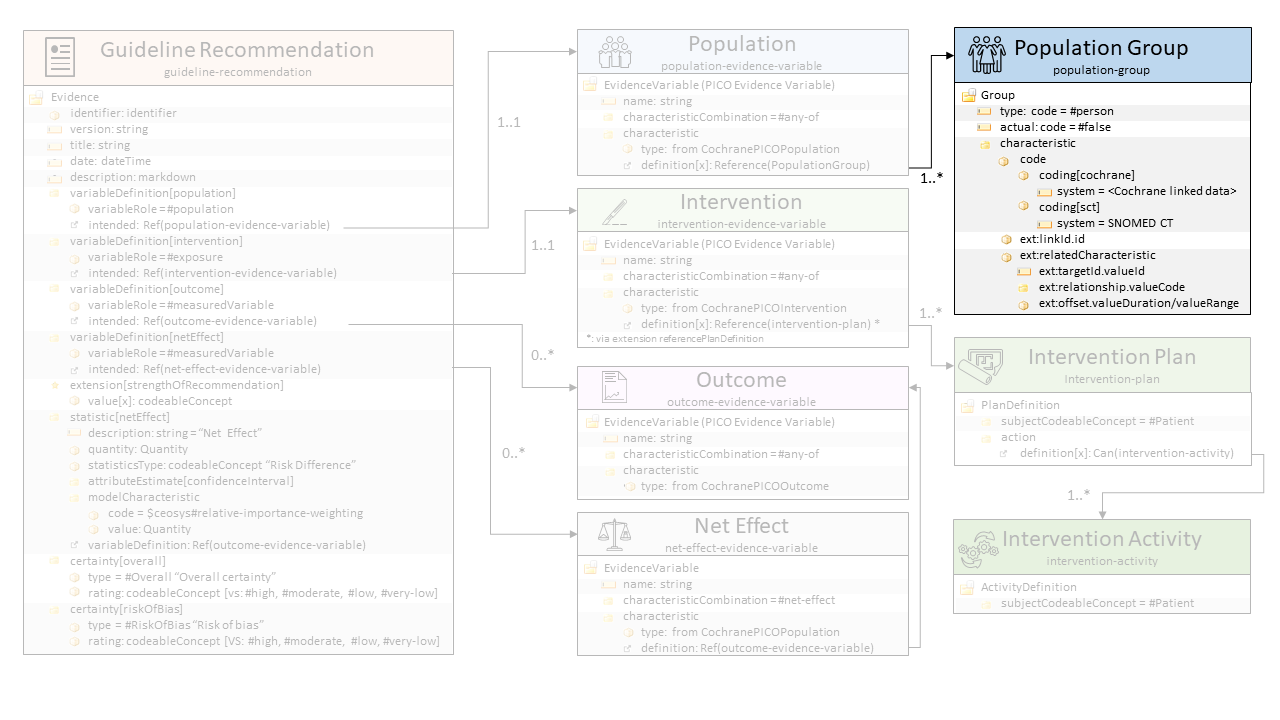 Guideline Recommendation
guideline-recommendation
Evidence
identifier: identifier
version: string
title: string
date: dateTime
description: markdown
variableDefinition[population]
variableRole = #population
intended: Ref(population-evidence-variable)
variableDefinition[intervention]
variableRole = #exposure
intended: Ref(intervention-evidence-variable)
variableDefinition[outcome]
variableRole = #measuredVariable
intended: Ref(outcome-evidence-variable)
variableDefinition[netEffect]
variableRole = #measuredVariable
intended: Ref(net-effect-evidence-variable)
extension[strengthOfRecommendation]
value[x]: codeableConcept
statistic[netEffect]
description: string = "Net Effect"
quantity: Quantity
statisticsType: codeableConcept "Risk Difference"
attributeEstimate[confidenceInterval]
modelCharacteristic
code = $ceosys#relative-importance-weighting
value: Quantity
variableDefinition: Ref(outcome-evidence-variable)
certainty[overall]
type = #Overall "Overall certainty"
rating: codeableConcept [vs: #high, #moderate, #low, #very-low]
certainty[riskOfBias]
type = #RiskOfBias "Risk of bias"
rating: codeableConcept [VS: #high, #moderate, #low, #very-low]
1..1
1..1
0..*
0..*
Population
population-evidence-variable
EvidenceVariable (PICO Evidence Variable)
name: string
characteristicCombination = #any-of
characteristic
type: from CochranePICOPopulation
definition[x]: Reference(PopulationGroup)
Intervention
intervention-evidence-variable
EvidenceVariable (PICO Evidence Variable)
name: string
characteristicCombination = #any-of
characteristic
type: from CochranePICOIntervention
definition[x]: Reference(intervention-plan) *
*: via extension referencePlanDefinition
Outcome
outcome-evidence-variable
EvidenceVariable (PICO Evidence Variable)
name: string
characteristicCombination = #any-of
characteristic
type: from CochranePICOOutcome
Net Effect
net-effect-evidence-variable
EvidenceVariable
name: string
characteristicCombination = #net-effect
characteristic
type: from CochranePICOPopulation
definition: Ref(outcome-evidence-variable)
1..*
1..*
Population Group
population-group
Group
type: code = #person
actual: code = #false
characteristic
code
coding[cochrane]
system = <Cochrane linked data>
coding[sct]
system = SNOMED CT
ext:linkId.id
ext:relatedCharacteristic
ext:targetId.valueId
ext:relationship.valueCode
ext:offset.valueDuration/valueRange
Intervention Plan
intervention-plan
PlanDefinition
subjectCodeableConcept = #Patient
action
definition[x]: Can(intervention-activity)
1..*
Intervention Activity
intervention-activity
ActivityDefinition
subjectCodeableConcept = #Patient